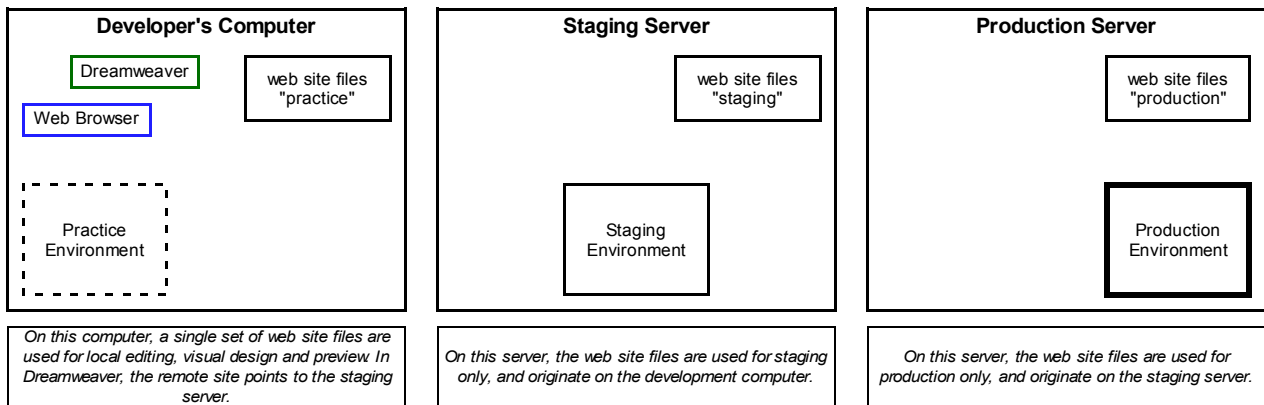 Developer's Computer
Dreamweaver
web site files
"practice"
Web Browser
Practice
Environment
On this computer, a single set of web site files are
used for local editing, visual design and preview. In
Dreamweaver, the remote site points to the staging
server.
Staging Server
web site files
"staging"
Staging
Environment
On this server, the web site files are used for staging
only, and originate on the development computer.
Production Server
web site files
"production"
Production
Environment
On this server, the web site files are used for
production only, and originate on the staging server.